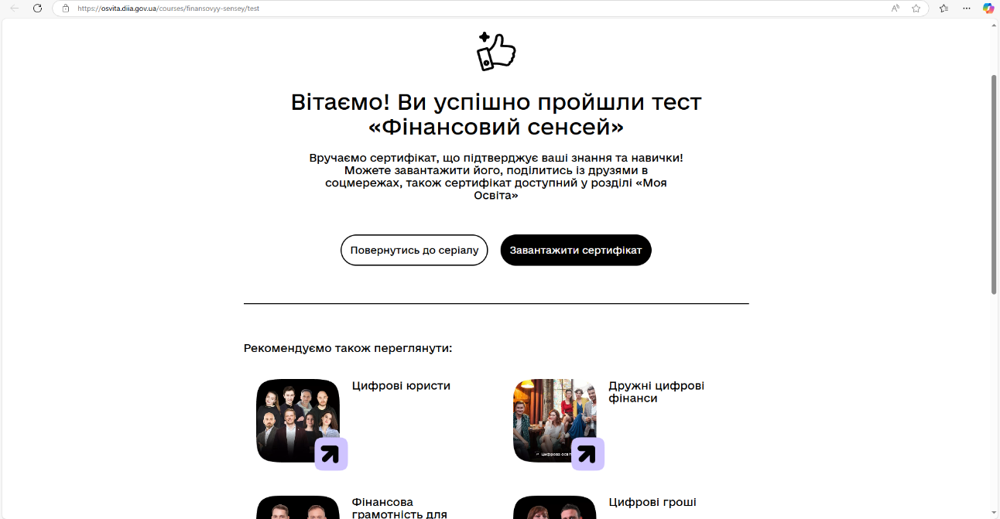 https://osvita.diia.gov.ua/courses/finansovyy-sensey/test
Вітаємо! Ви успішно пройшли тест
«Фінансовий сенсей»
Вручаємо сертифікат, що підтверджує ваші знання та навички!
Можете завантажити його, поділитись із друзями в
соцмережах, також сертифікат доступний у розділі «Моя
Освіта»
Повернутись до серіалу
Завантажити сертифікат
Рекомендуємо також переглянути:
Цифрові юристи
Дружні цифрові
фінанси
Цифрова
Фінансова
грамотність для
Цифрові гроші